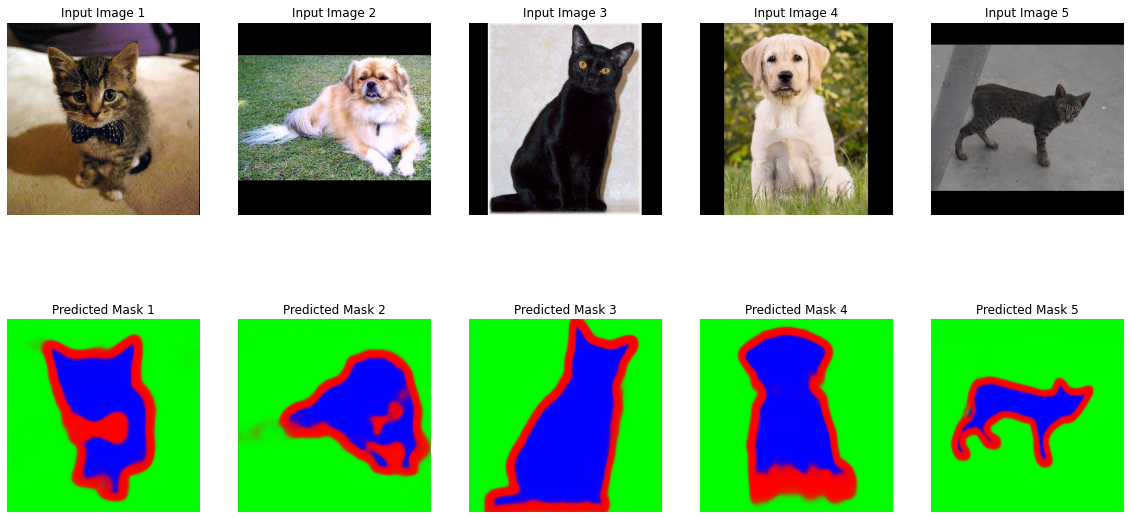 Input Image 1
Input Image 2
Input Image 3
Input Image 4
Input Image 5
Predicted Mask 1
Predicted Mask 2
Predicted Mask 3
Predicted Mask 4
Predicted Mask 5